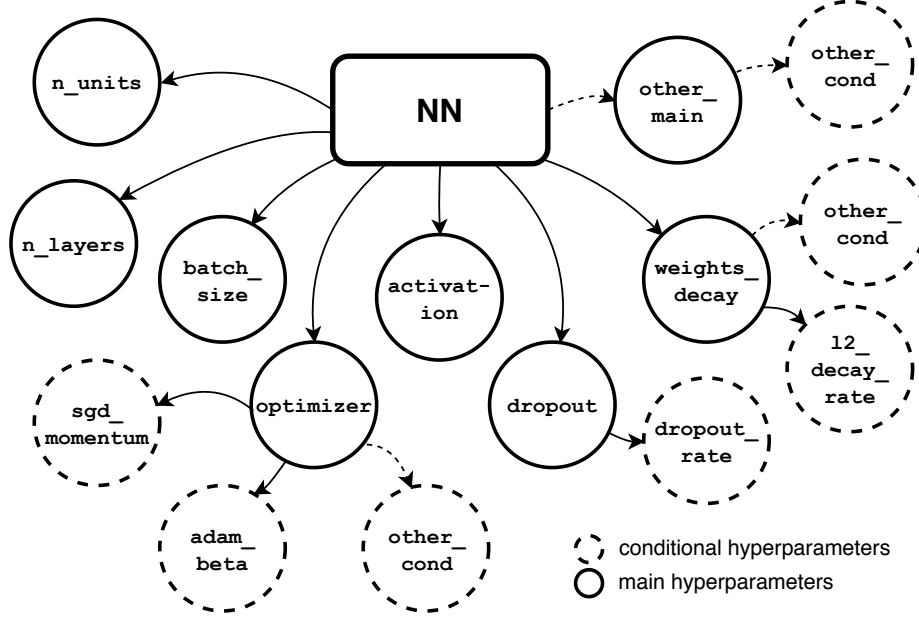 n_units
NN
other_
main
other_
cond
n_layers
batch_
size
activat-
ion
weights_
decay
other_
cond
l2_
decay_
rate
sgd_
momentum
optimizer
dropout
dropout_
rate
adam_
beta
other_
cond
conditional hyperparameters
main hyperparameters